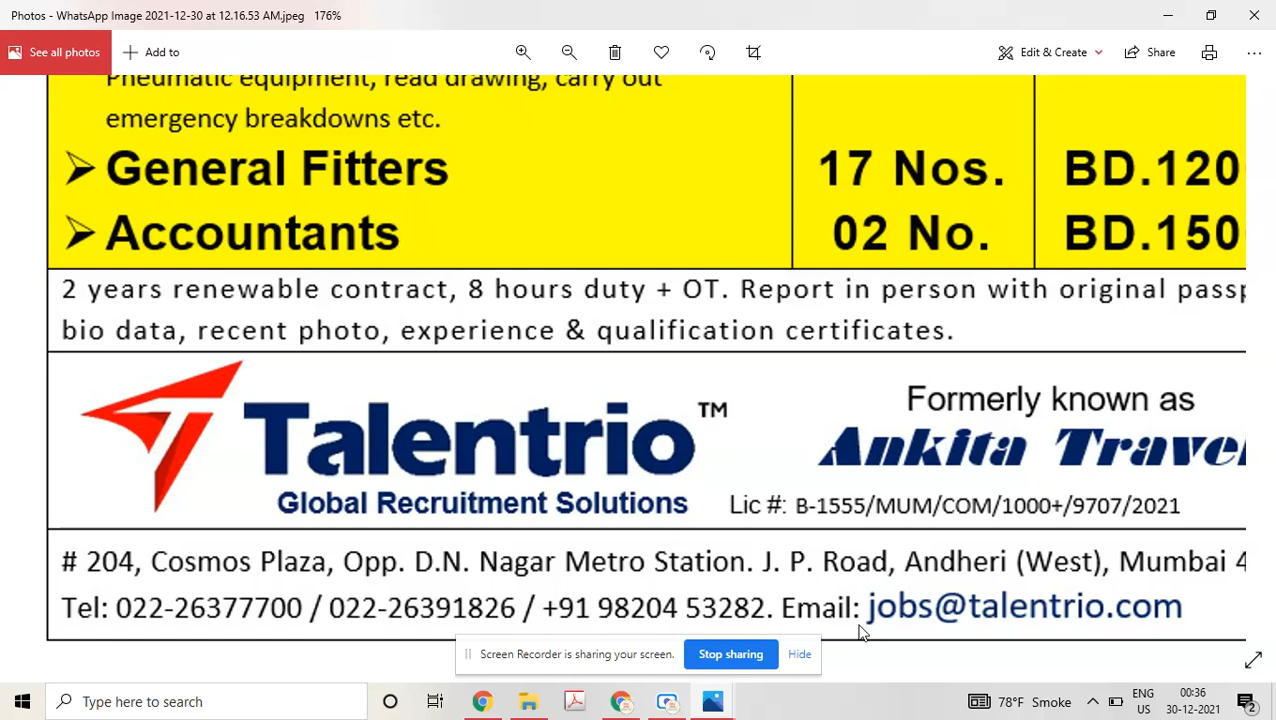 Photos - WhatsApp Image 2021-12-30 at 12.16.53 AM.jpeg 176%
See all photos
Add to
Edit & Create
Share
Pneumatic equipment, read drawing, carry out
emergency breakdowns etc.
General Fitters 17 Nos. BD.120
Accountants 02 No. BD.150
2 years renewable contract, 8 hours duty + OT. Report in person with original
bio data, recent photo, experience & qualification certificates.
Talentrio™
Global Recruitment Solutions
Formerly known as
Ankita
Lic #: B-1555/MUM/COM/1000+/9707/2021
# 204, Cosmos Plaza, Opp. D.N. Nagar Metro Station. J. P. Road, Andheri (West), Mumbai 4
Tel: 022-26377700 / 022-26391826 / +91 98204 53282. Email: jobs@talentrio.com
Screen Recorder is sharing your screen.
Stop sharing
Hide
Type here to search
78°F Smoke
ENG
PM
00:36
30-12-2021
2